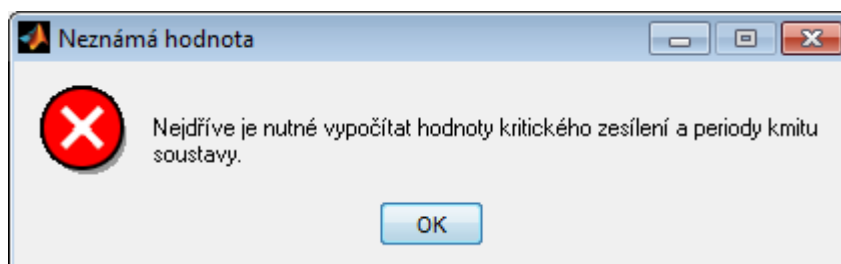 Neznámá hodnota
Nejdříve je nutné vypočítat hodnoty kritického zesílení a periody kmitu
soustavy.
OK